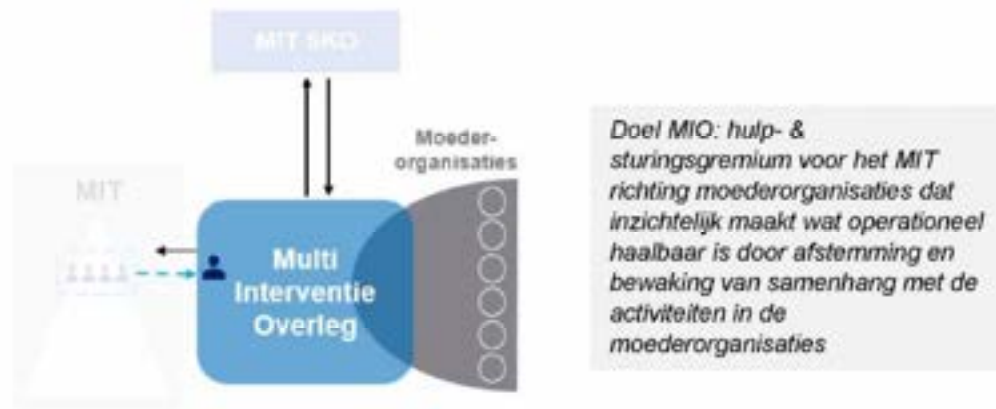 MIT SKO
Moeder-
organisaties
MIT
Multi
Interventie
Overleg
Doel MIO: hulp- &
sturingsgremium voor het MIT
richting moederorganisaties dat
inzichtelijk maakt wat operationeel
haalbaar is door afstemming en
bewaking van samenhang met de
activiteiten in de
moederorganisaties